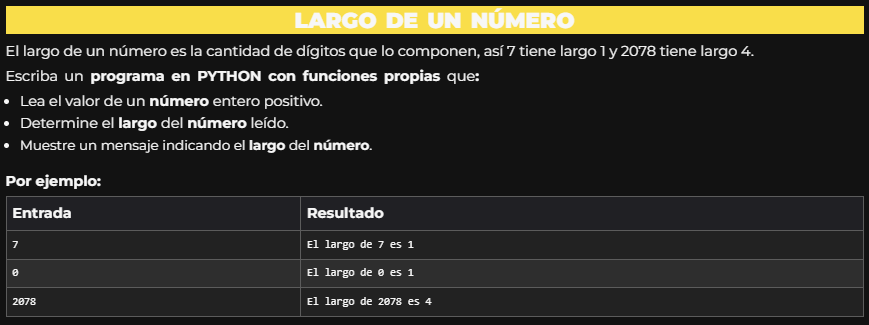 LARGO DE UN NÚMERO
El largo de un número es la cantidad de dígitos que lo componen, así 7 tiene largo 1 y 2078 tiene largo 4.
Escriba un programa en PYTHON con funciones propias que:
Lea el valor de un número entero positivo.
Determine el largo del número leído.
Muestre un mensaje indicando el largo del número.
Por ejemplo:
Entrada Resultado
7 El largo de 7 es 1
0 El largo de 0 es 1
2078 El largo de 2078 es 4